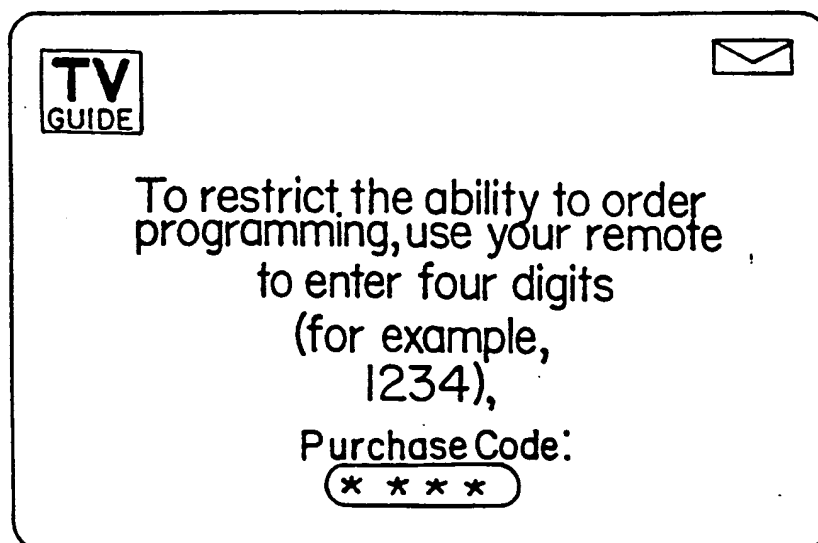 TV
GUIDE
To restrict the ability to order
programming, use your remote
to enter four digits
(for example,
1234),
Purchase Code:
* * * *